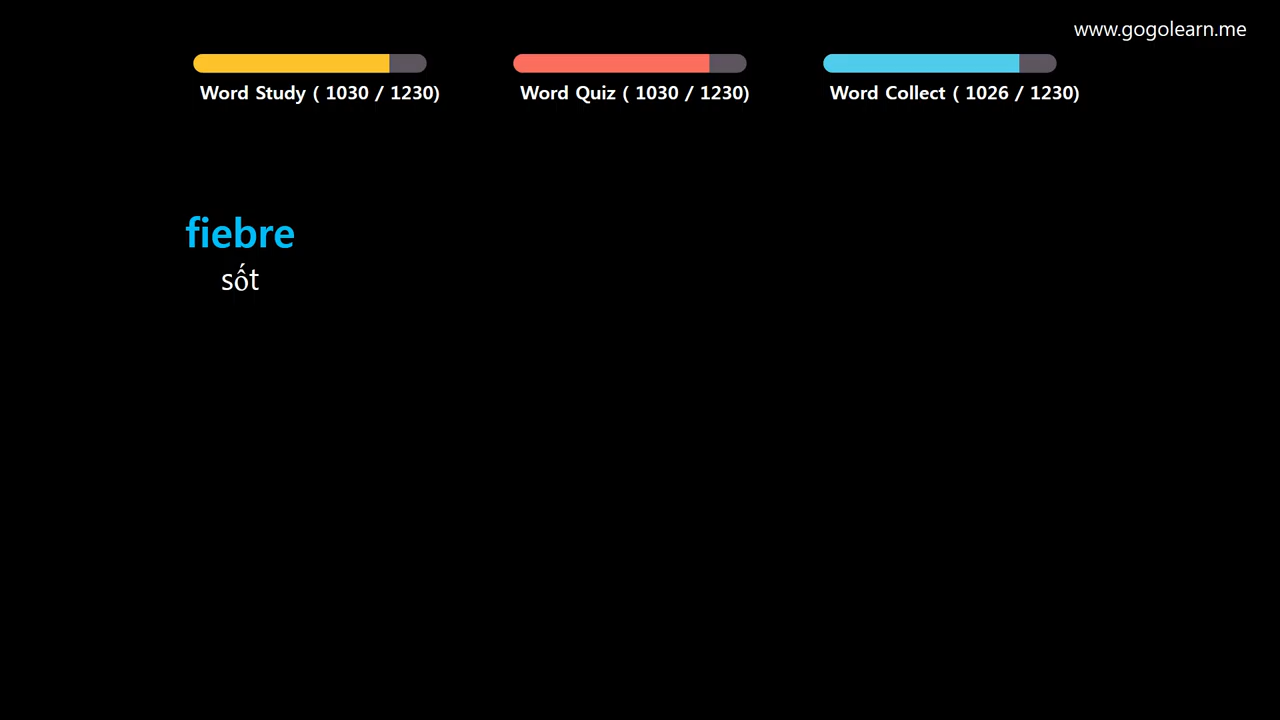 www.gogolearn.me
Word Study ( 1030 / 1230)
Word Quiz ( 1030 / 1230)
Word Collect ( 1026 / 1230)
fiebre
sốt